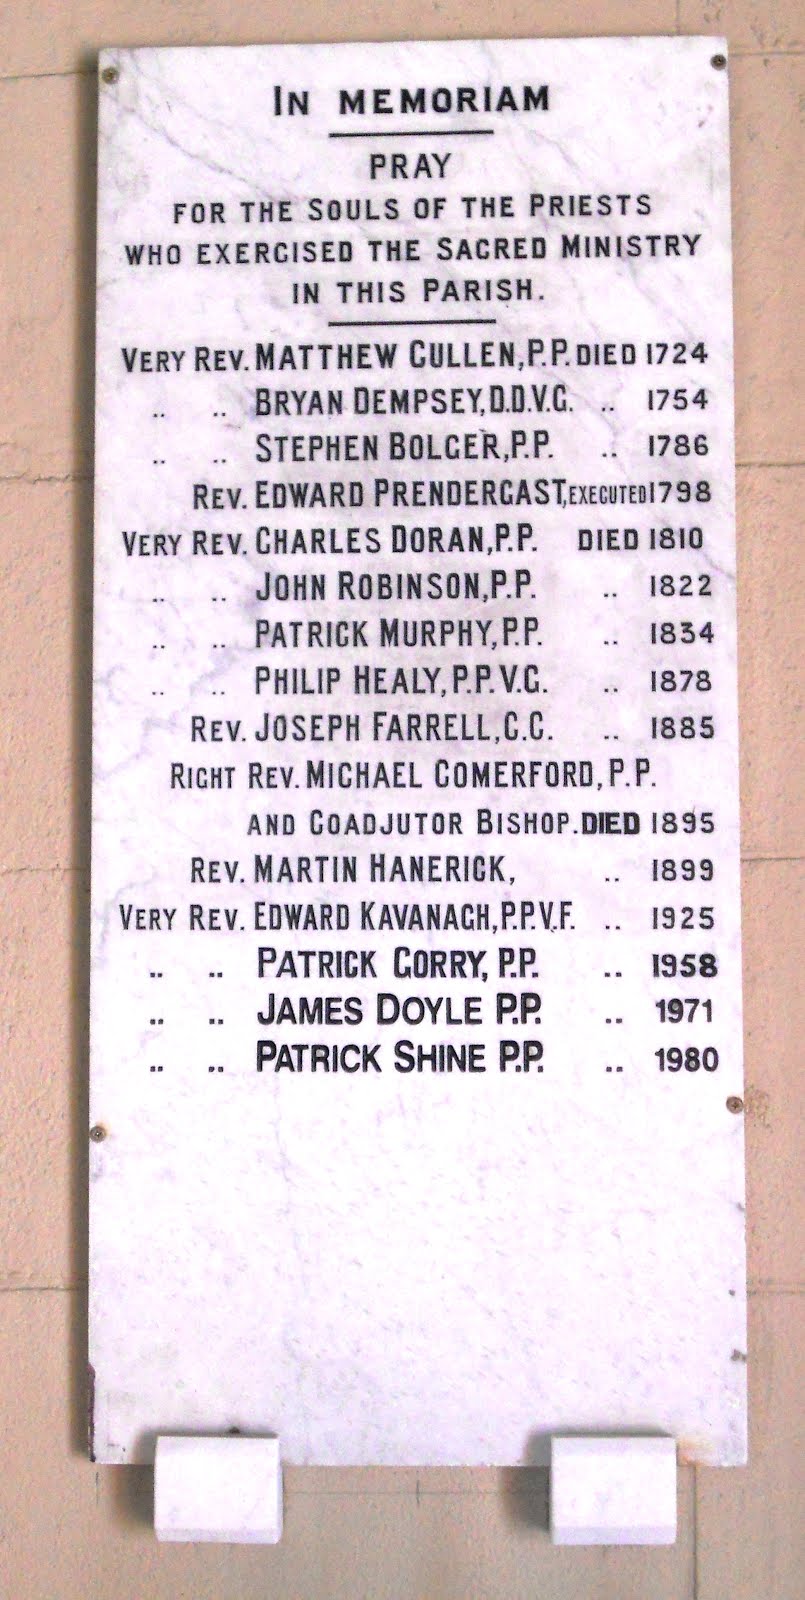 IN MEMORIAM
PRAY
FOR THE SOULS OF THE PRIESTS
WHO EXERCISED THE SACRED MINISTRY
IN THIS PARISH.
VERY REV. MATTHEW CULLEN, P.P. DIED 1724
.. .. BRYAN DEMPSEY, D.D.V.G. .. 1754
.. .. STEPHEN BOLGER, P.P. .. 1786
REV. EDWARD PRENDERGAST, EXECUTED 1798
VERY REV. CHARLES DORAN, P.P. DIED 1810
.. .. JOHN ROBINSON, P.P. .. 1822
.. .. PATRICK MURPHY, P.P. .. 1834
.. .. PHILIP HEALY, P.P. V.G. .. 1878
REV. JOSEPH FARRELL, C.C. .. 1885
RIGHT REV. MICHAEL COMERFORD, P.P.
AND COADJUTOR BISHOP. DIED 1895
REV. MARTIN HANERICK, .. 1899
VERY REV. EDWARD KAVANAGH, P.P.V.F. .. 1925
.. .. PATRICK GORRY, P.P. .. 1958
.. .. JAMES DOYLE P.P. .. 1971
.. .. PATRICK SHINE P.P. .. 1980